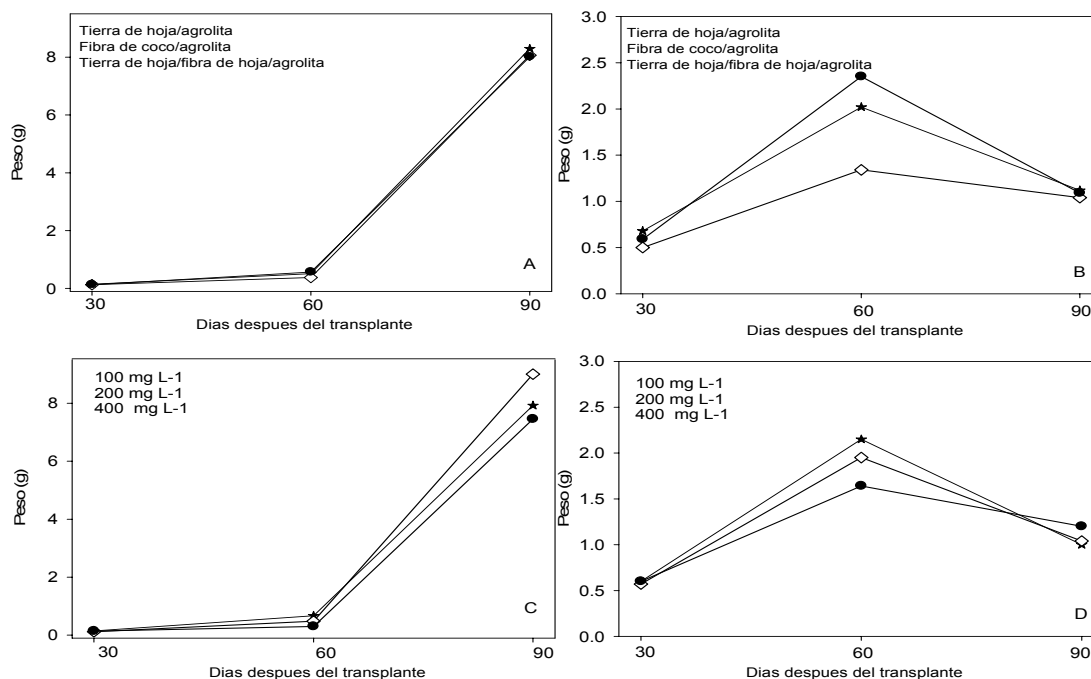 Tierra de hoja/agrolita
Fibra de coco/agrolita
Tierra de hoja/fibra de hoja/agrolita
8
6
4
2
0
Peso (g)
A
30
60
90
Dias despues del transplante
3.0
Tierra de hoja/agrolita
Fibra de coco/agrolita
Tierra de hoja/fibra de hoja/agrolita
2.5
2.0
1.5
1.0
0.5
0.0
Peso (g)
B
30
60
90
Dias despues del transplante
100 mg L-1
200 mg L-1
400 mg L-1
8
6
4
2
0
Peso (g)
C
30
60
90
Dias despues del transplante
3.0
100 mg L-1
200 mg L-1
400 mg L-1
2.5
2.0
1.5
1.0
0.5
0.0
Peso (g)
D
30
60
90
Dias despues del transplante